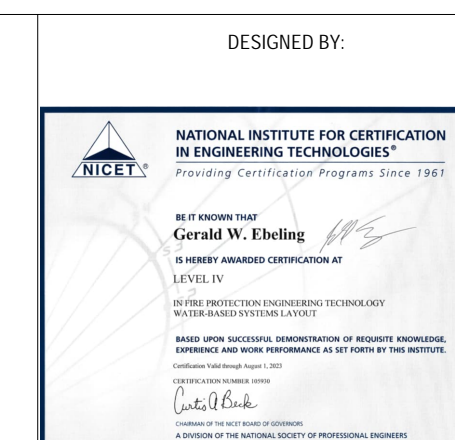 DESIGNED BY:
NICET®
NATIONAL INSTITUTE FOR CERTIFICATION
IN ENGINEERING TECHNOLOGIES®
Providing Certification Programs Since 1961
BE IT KNOWN THAT
Gerald W. Ebeling
IS HEREBY AWARDED CERTIFICATION AT
LEVEL IV
IN FIRE PROTECTION ENGINEERING TECHNOLOGY
WATER-BASED SYSTEMS LAYOUT
BASED UPON SUCCESSFUL DEMONSTRATION OF REQUISITE KNOWLEDGE,
EXPERIENCE AND WORK PERFORMANCE AS SET FORTH BY THIS INSTITUTE.
Certification Valid through August 1, 2023
CERTIFICATION NUMBER 105930
Curtis A Beck
CHAIRMAN OF THE NICET BOARD OF GOVERNORS
A DIVISION OF THE NATIONAL SOCIETY OF PROFESSIONAL ENGINEERS